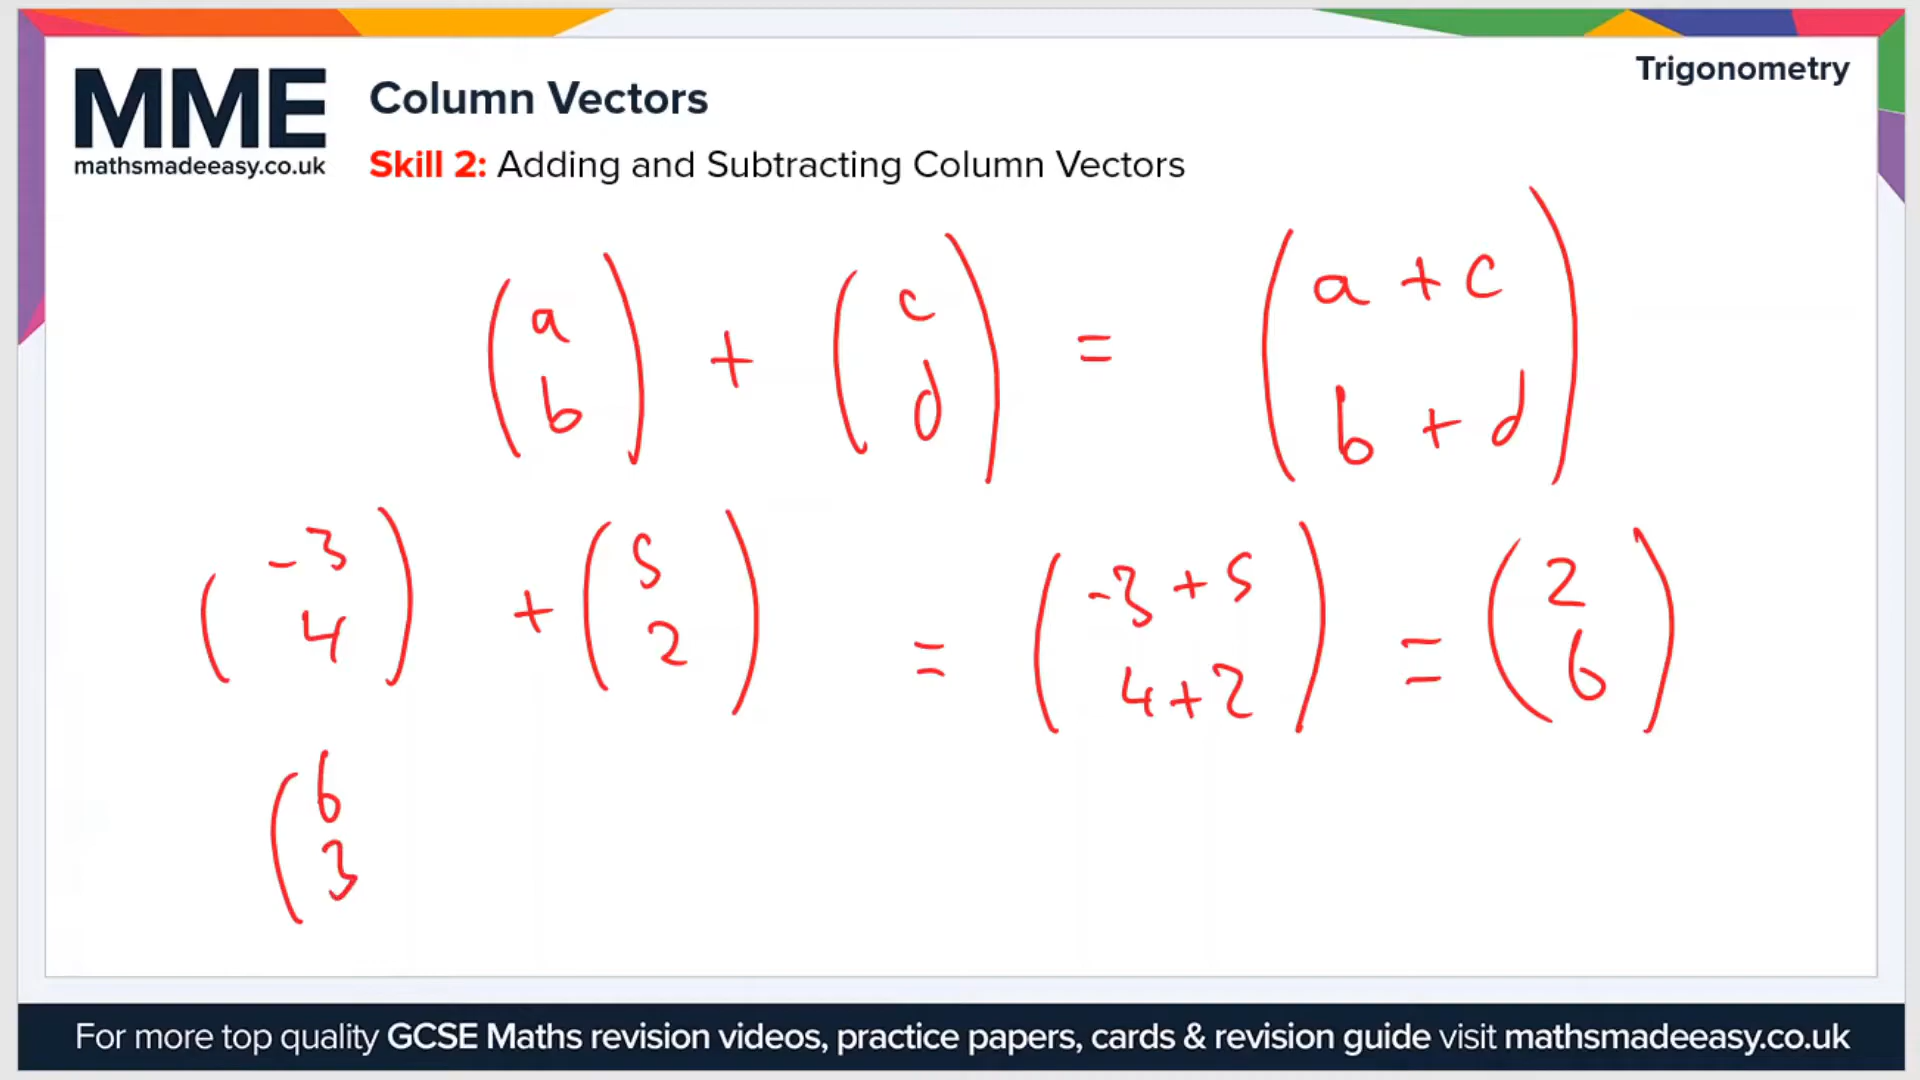 MME
mathsmadeeasy.co.uk
Column Vectors
Trigonometry
Skill 2: Adding and Subtracting Column Vectors
(a b) + (c d) = (a + c b + d)
(-3 4) + (5 2) = (-3 + 5 4 + 2) = (2 6)
(6 3
For more top quality GCSE Maths revision videos, practice papers, cards & revision guide visit mathsmadeeasy.co.uk